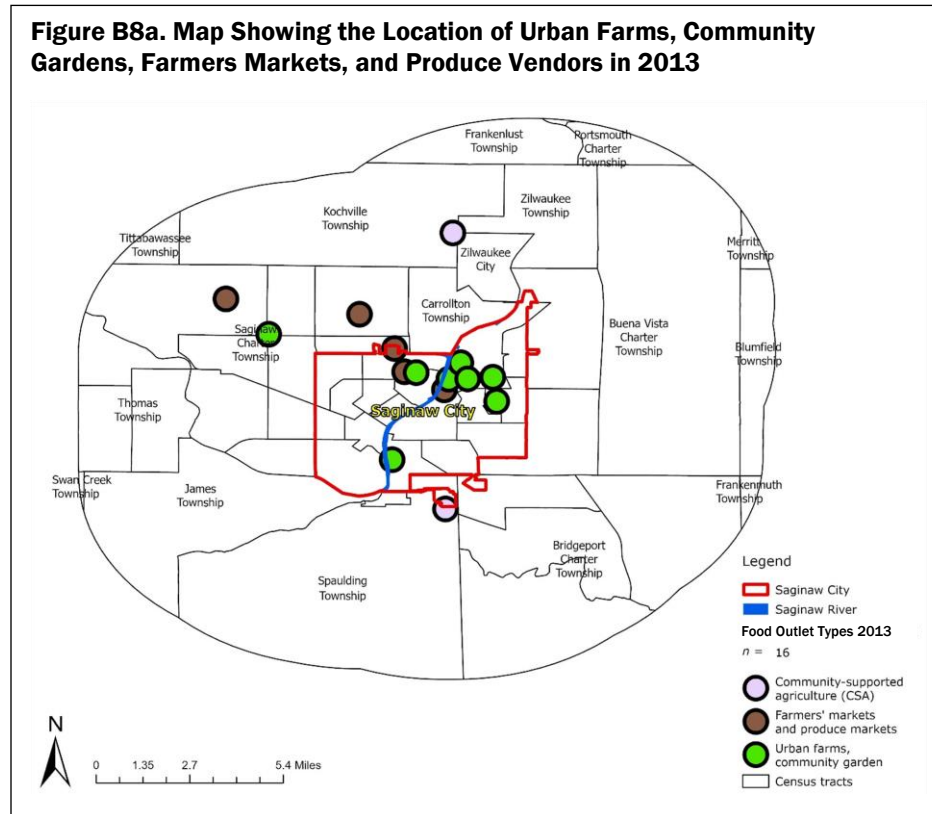 Figure B8a. Map Showing the Location of Urban Farms, Community
Gardens, Farmers Markets, and Produce Vendors in 2013
Frankenlust
Township
Portsmouth
Charter
Township
Kochville
Township
Zilwaukee
Township
Tittabawassee
Township
Zilwaukee
City
Merritt
Township
Carrollton
Township
Saginaw
Charter
Township
Buena Vista
Charter
Township
Blumfield
Township
Thomas
Township
Saginaw City
Swan Creek
Township
James
Township
Frankenmuth
Township
Bridgeport
Charter
Township
Spaulding
Township
Legend
Saginaw City
Saginaw River
Food Outlet Types 2013
n = 16
Community-supported
agriculture (CSA)
Farmers' markets
and produce markets
Urban farms,
community garden
Census tracts
N
0 1.35 2.7 5.4 Miles